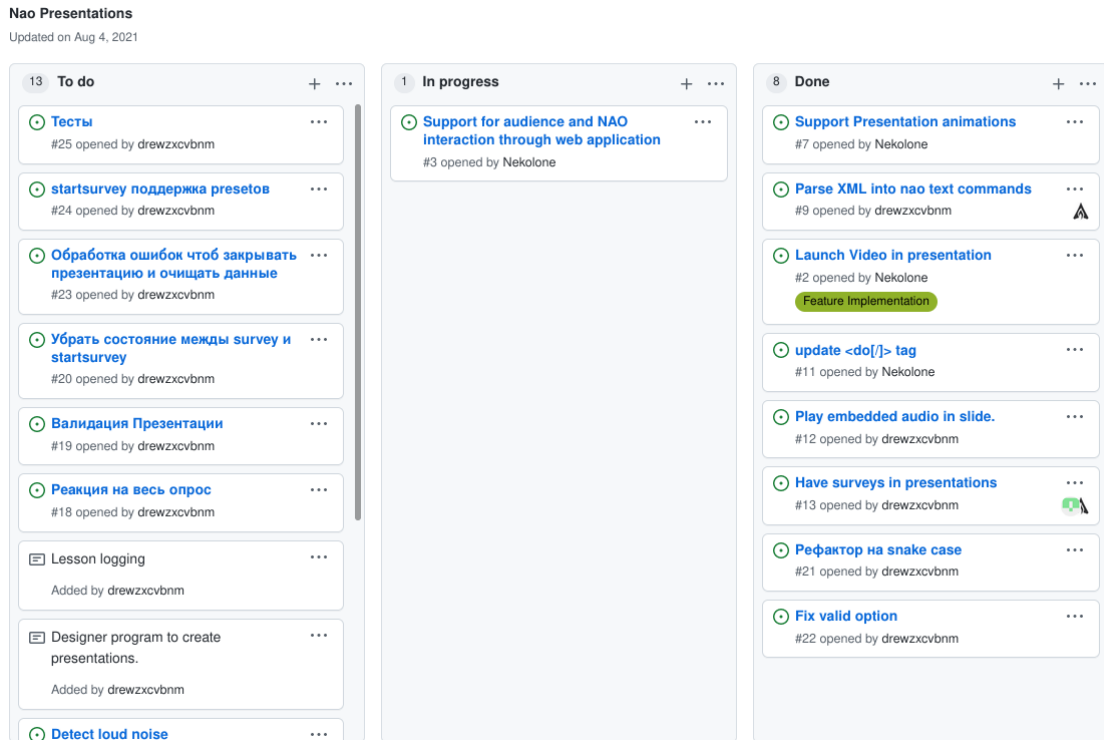 Nao Presentations
Updated on Aug 4, 2021
13 To do
Тесты
#25 opened by drewzxcvbnm
startsurvey поддержка presetов
#24 opened by drewzxcvbnm
Обработка ошибок чтоб закрывать
презентацию и очищать данные
#23 opened by drewzxcvbnm
Убрать состояние между survey и
startsurvey
#20 opened by drewzxcvbnm
Валидация Презентации
#19 opened by drewzxcvbnm
Реакция на весь опрос
#18 opened by drewzxcvbnm
Lesson logging
Added by drewzxcvbnm
Designer program to create
presentations.
Added by drewzxcvbnm
Detect loud noise
1 In progress
Support for audience and NAO
interaction through web application
#3 opened by Nekolone
8 Done
Support Presentation animations
#7 opened by Nekolone
Parse XML into nao text commands
#9 opened by drewzxcvbnm
Launch Video in presentation
#2 opened by Nekolone
Feature Implementation
update <do[/]> tag
#11 opened by Nekolone
Play embedded audio in slide.
#12 opened by drewzxcvbnm
Have surveys in presentations
#13 opened by drewzxcvbnm
Рефактор на snake case
#21 opened by drewzxcvbnm
Fix valid option
#22 opened by drewzxcvbnm